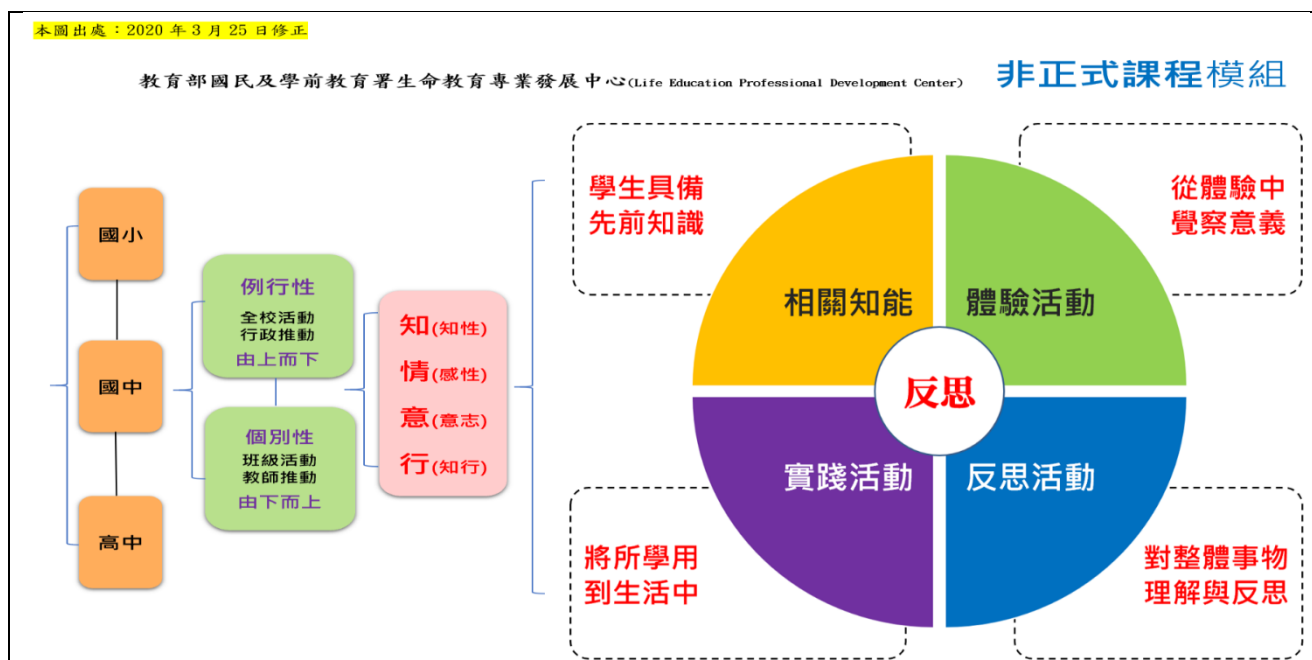 本圖出處：2020 年 3 月 25 日修正
教育部國民及學前教育署生命教育專業發展中心(Life Education Professional Development Center)
非正式課程模組
國小
國中
高中
例行性
全校活動
行政推動
由上而下
個別性
班級活動
教師推動
由下而上
知(知性)
情(感性)
意(意志)
行(知行)
學生具備
先前知識
相關知能
從體驗中
覺察意義
體驗活動
反思
實踐活動
將所學用
到生活中
反思活動
對整體事物
理解與反思